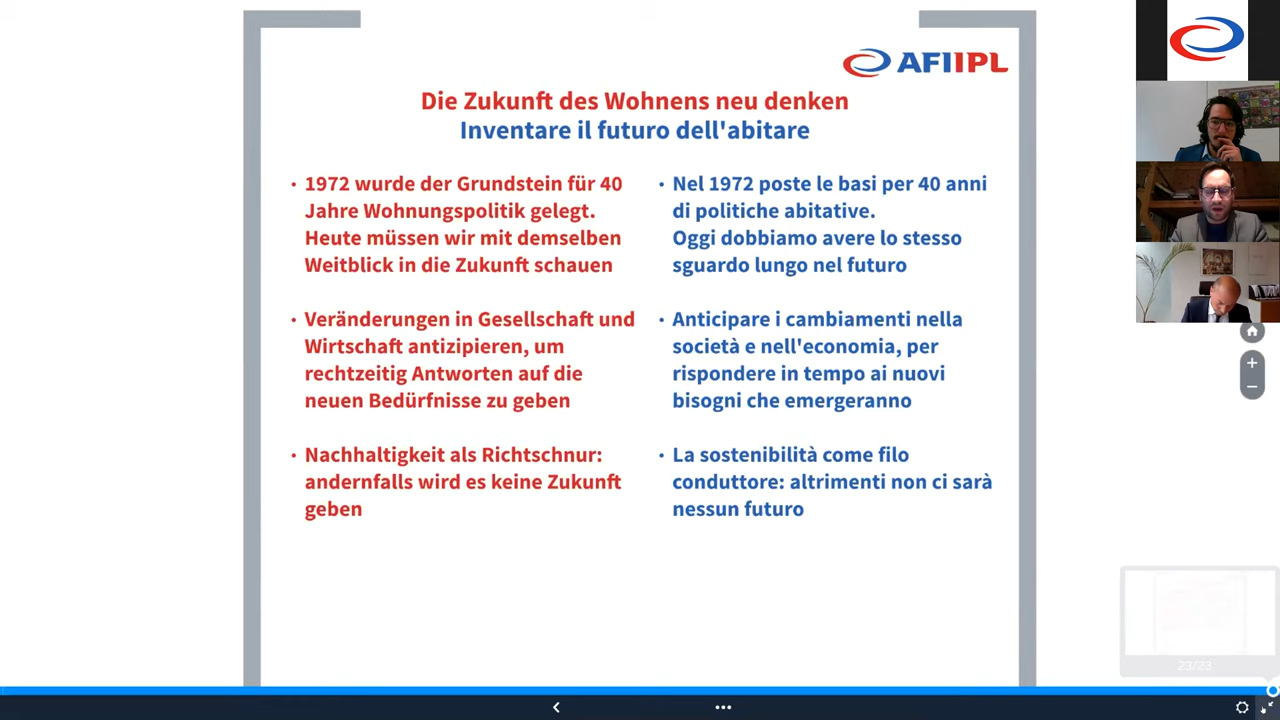 AFIIPL
Die Zukunft des Wohnens neu denken
Inventare il futuro dell'abitare
• 1972 wurde der Grundstein für 40
Jahre Wohnungspolitik gelegt.
Heute müssen wir mit demselben
Weitblick in die Zukunft schauen
• Veränderungen in Gesellschaft und
Wirtschaft antizipieren, um
rechtzeitig Antworten auf die
neuen Bedürfnisse zu geben
• Nachhaltigkeit als Richtschnur:
andernfalls wird es keine Zukunft
geben
• Nel 1972 poste le basi per 40 anni
di politiche abitative.
Oggi dobbiamo avere lo stesso
sguardo lungo nel futuro
• Anticipare i cambiamenti nella
società e nell'economia, per
rispondere in tempo ai nuovi
bisogni che emergeranno
• La sostenibilità come filo
conduttore: altrimenti non ci sarà
nessun futuro
23/23